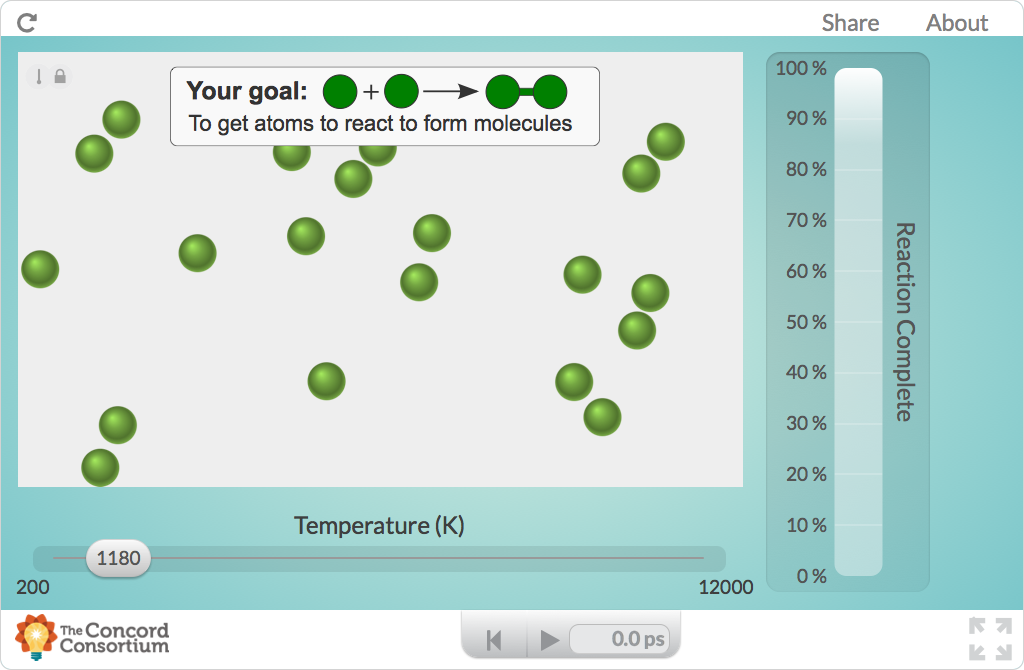 Share
About
Your goal:
+
To get atoms to react to form molecules
100 %
90 %
80 %
70 %
60 %
50 %
40 %
30 %
20 %
10 %
0 %
Reaction Complete
Temperature (K)
1180
200
12000
The Concord
Consortium
0.0 ps